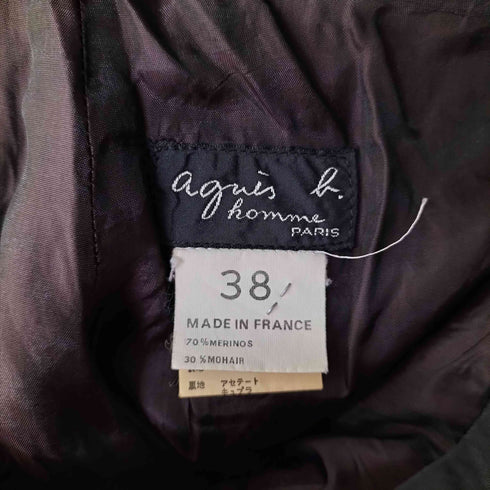 agnès b.
homme
PARIS
38
MADE IN FRANCE
70 % MERINOS
30 % MOHAIR
裏地 アセテート
キュプラ